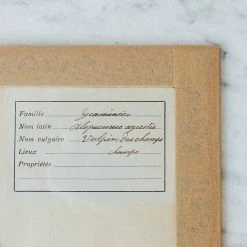 Famille Graminées
Nom latin Alopecurus agrestis
Nom vulgaire Vulpin des champs
Lieux champs
Propriétés